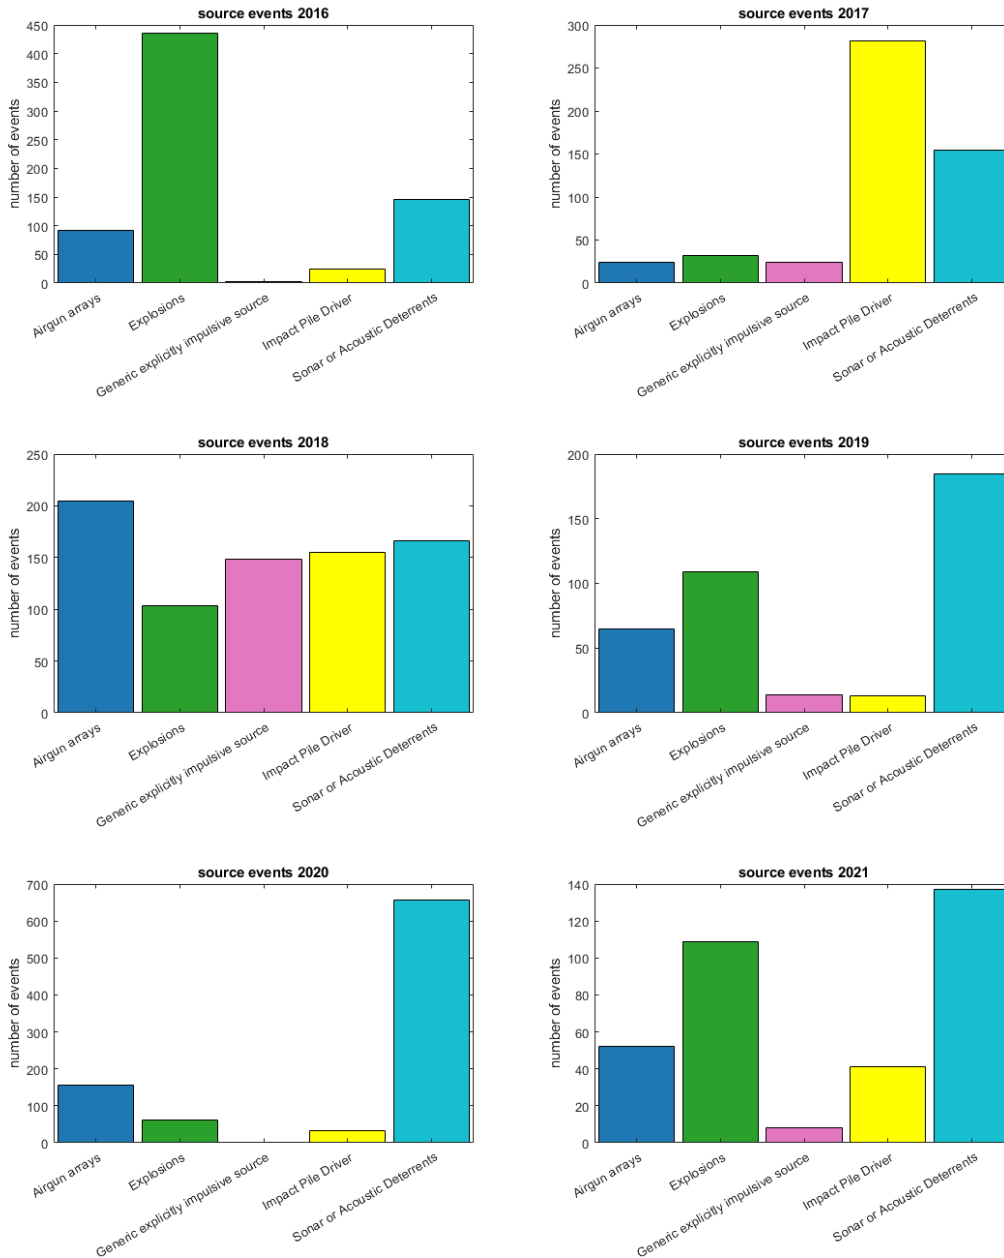 source events 2016
number of events
450
400
350
300
250
200
150
100
50
0
Airgun arrays
Explosions
Generic explicitly impulsive source
Impact Pile Driver
Sonar or Acoustic Deterrents
source events 2017
number of events
300
250
200
150
100
50
0
Airgun arrays
Explosions
Generic explicitly impulsive source
Impact Pile Driver
Sonar or Acoustic Deterrents
source events 2018
number of events
250
200
150
100
50
0
Airgun arrays
Explosions
Generic explicitly impulsive source
Impact Pile Driver
Sonar or Acoustic Deterrents
source events 2019
number of events
200
150
100
50
0
Airgun arrays
Explosions
Generic explicitly impulsive source
Impact Pile Driver
Sonar or Acoustic Deterrents
source events 2020
number of events
700
600
500
400
300
200
100
0
Airgun arrays
Explosions
Generic explicitly impulsive source
Impact Pile Driver
Sonar or Acoustic Deterrents
source events 2021
number of events
140
120
100
80
60
40
20
0
Airgun arrays
Explosions
Generic explicitly impulsive source
Impact Pile Driver
Sonar or Acoustic Deterrents